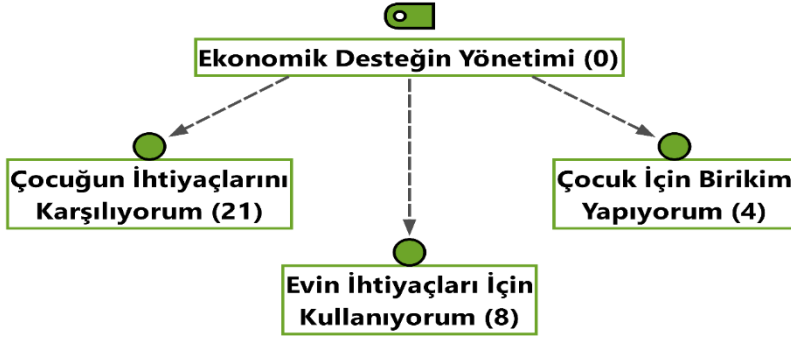 Ekonomik Desteğin Yönetimi (0)
Çocuğun İhtiyaçlarını
Karşılıyorum (21)
Çocuk İçin Birikim
Yapıyorum (4)
Evin İhtiyaçları İçin
Kullanıyorum (8)